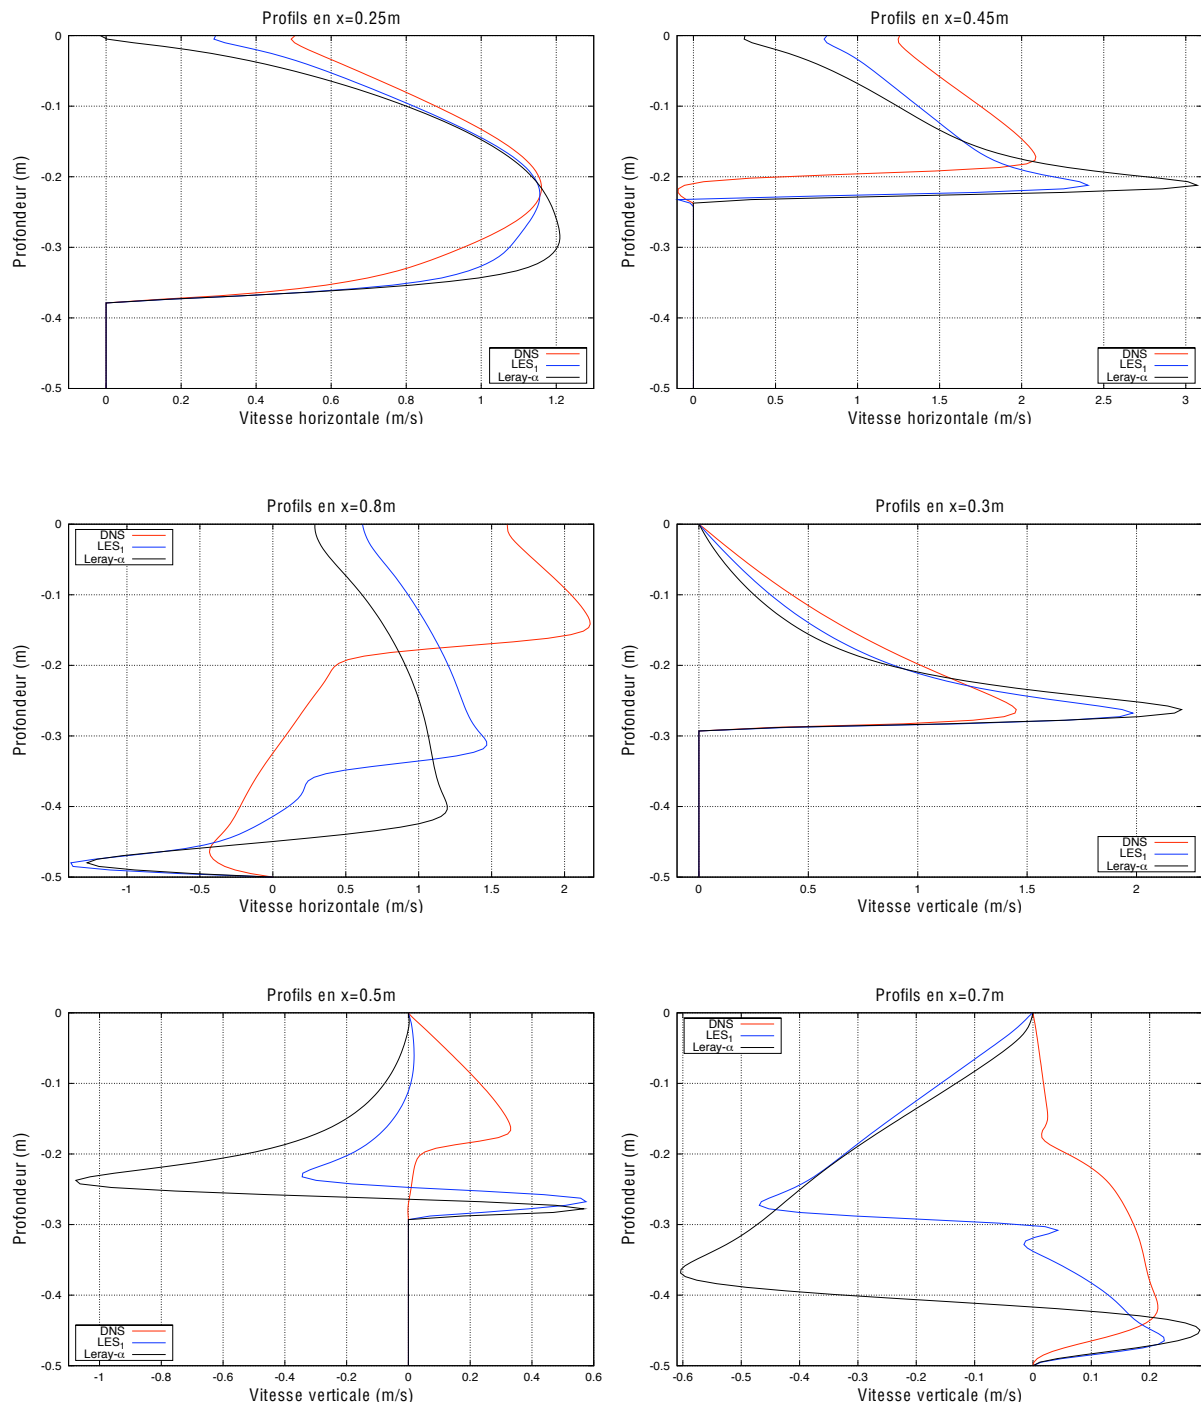 Profils en x=0.25m
0
-0.1
-0.2
-0.3
-0.4
-0.5
Profondeur (m)
DNS
LES1
Leray-α
0 0.2 0.4 0.6 0.8 1 1.2
Vitesse horizontale (m/s)
Profils en x=0.45m
0
-0.1
-0.2
-0.3
-0.4
-0.5
Profondeur (m)
DNS
LES1
Leray-α
0 0.5 1 1.5 2 2.5 3
Vitesse horizontale (m/s)
Profils en x=0.8m
0
-0.1
-0.2
-0.3
-0.4
-0.5
Profondeur (m)
DNS
LES1
Leray-α
-1 -0.5 0 0.5 1 1.5 2
Vitesse horizontale (m/s)
Profils en x=0.3m
0
-0.1
-0.2
-0.3
-0.4
-0.5
Profondeur (m)
DNS
LES1
Leray-α
0 0.5 1 1.5 2
Vitesse verticale (m/s)
Profils en x=0.5m
0
-0.1
-0.2
-0.3
-0.4
-0.5
Profondeur (m)
DNS
LES1
Leray-α
-1 -0.8 -0.6 -0.4 -0.2 0 0.2 0.4 0.6
Vitesse verticale (m/s)
Profils en x=0.7m
0
-0.1
-0.2
-0.3
-0.4
-0.5
Profondeur (m)
DNS
LES1
Leray-α
-0.6 -0.5 -0.4 -0.3 -0.2 -0.1 0 0.1 0.2
Vitesse verticale (m/s)